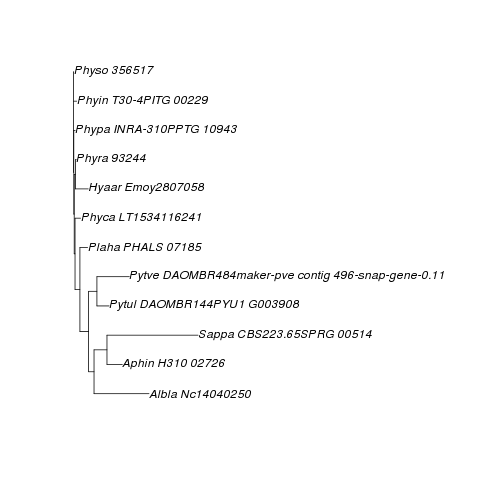 Physo 356517
Phyin T30-4PITG 00229
Phypa INRA-310PPTG 10943
Phyra 93244
Hyaar Emoy2807058
Phyca LT1534116241
Plaha PHALS 07185
Pytve DAOMBR484maker-pve contig 496-snap-gene-0.11
Pytul DAOMBR144PYU1 G003908
Sappa CBS223.65SPRG 00514
Aphin H310 02726
Albla Nc14040250